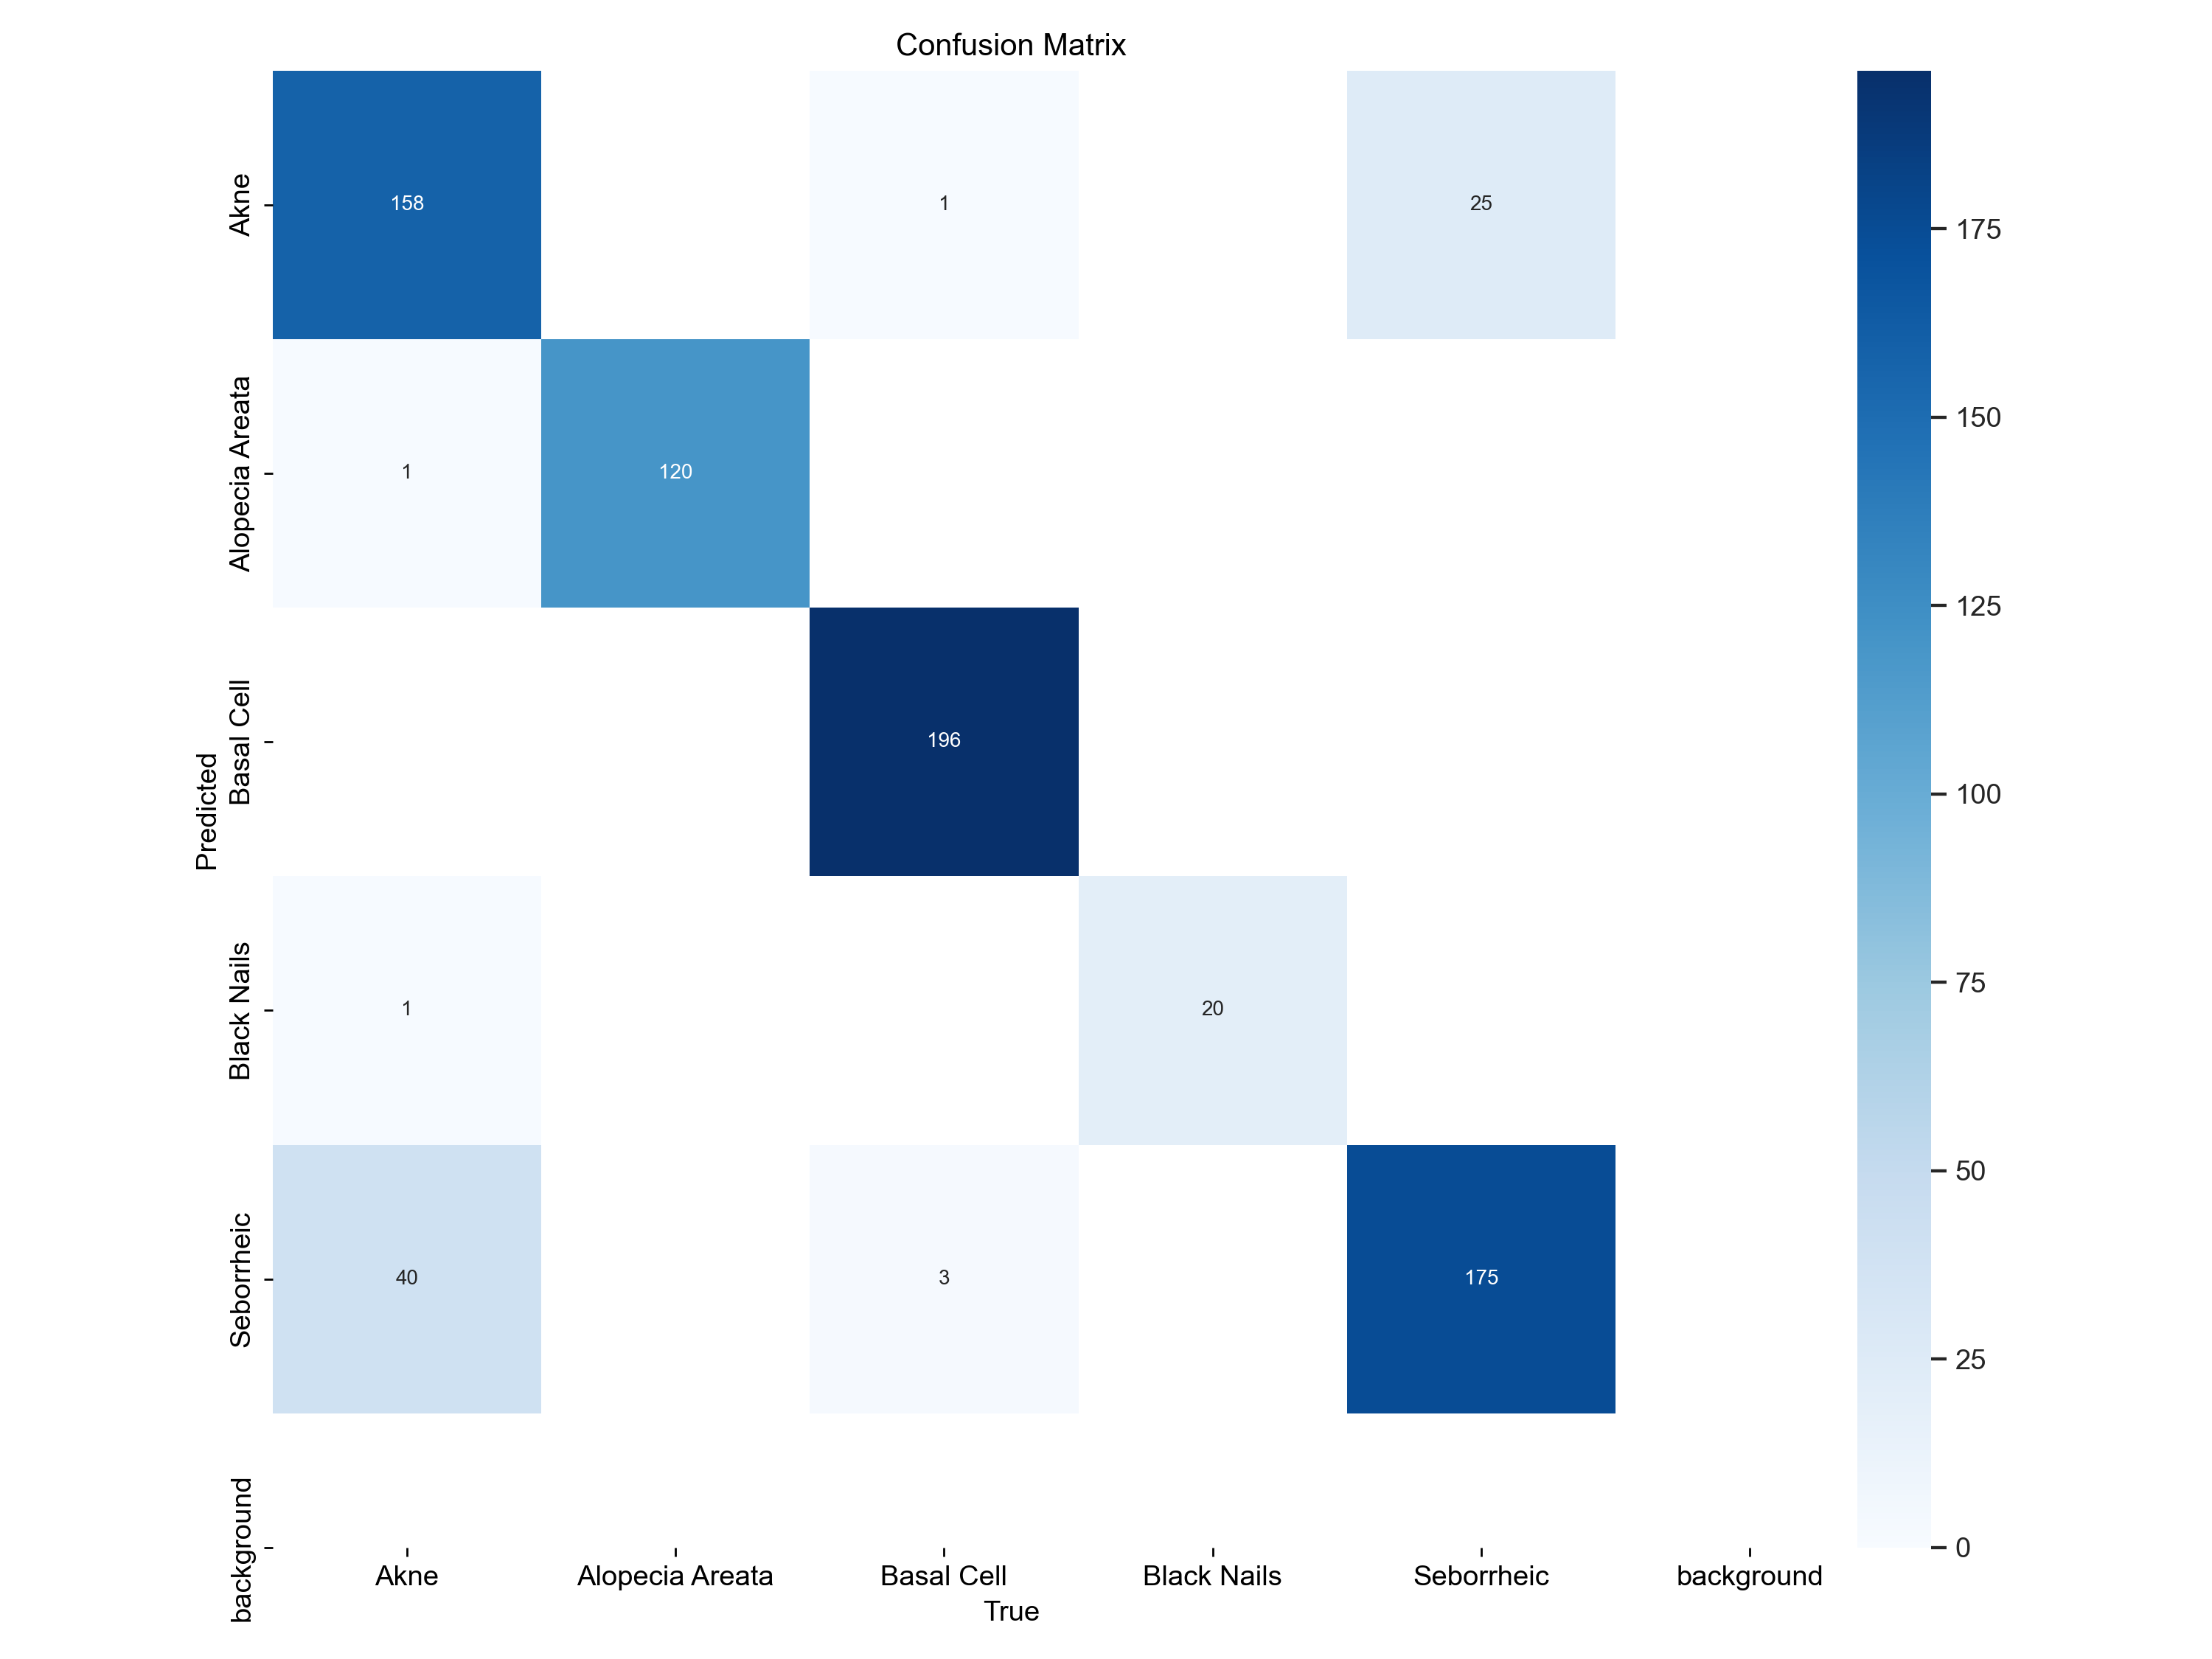 Confusion Matrix
Predicted
Akne
158
1
25
Alopecia Areata
1
120
Basal Cell
196
Black Nails
1
20
Seborrheic
40
3
175
background
Akne
Alopecia Areata
Basal Cell
Black Nails
Seborrheic
background
True
175
150
125
100
75
50
25
0